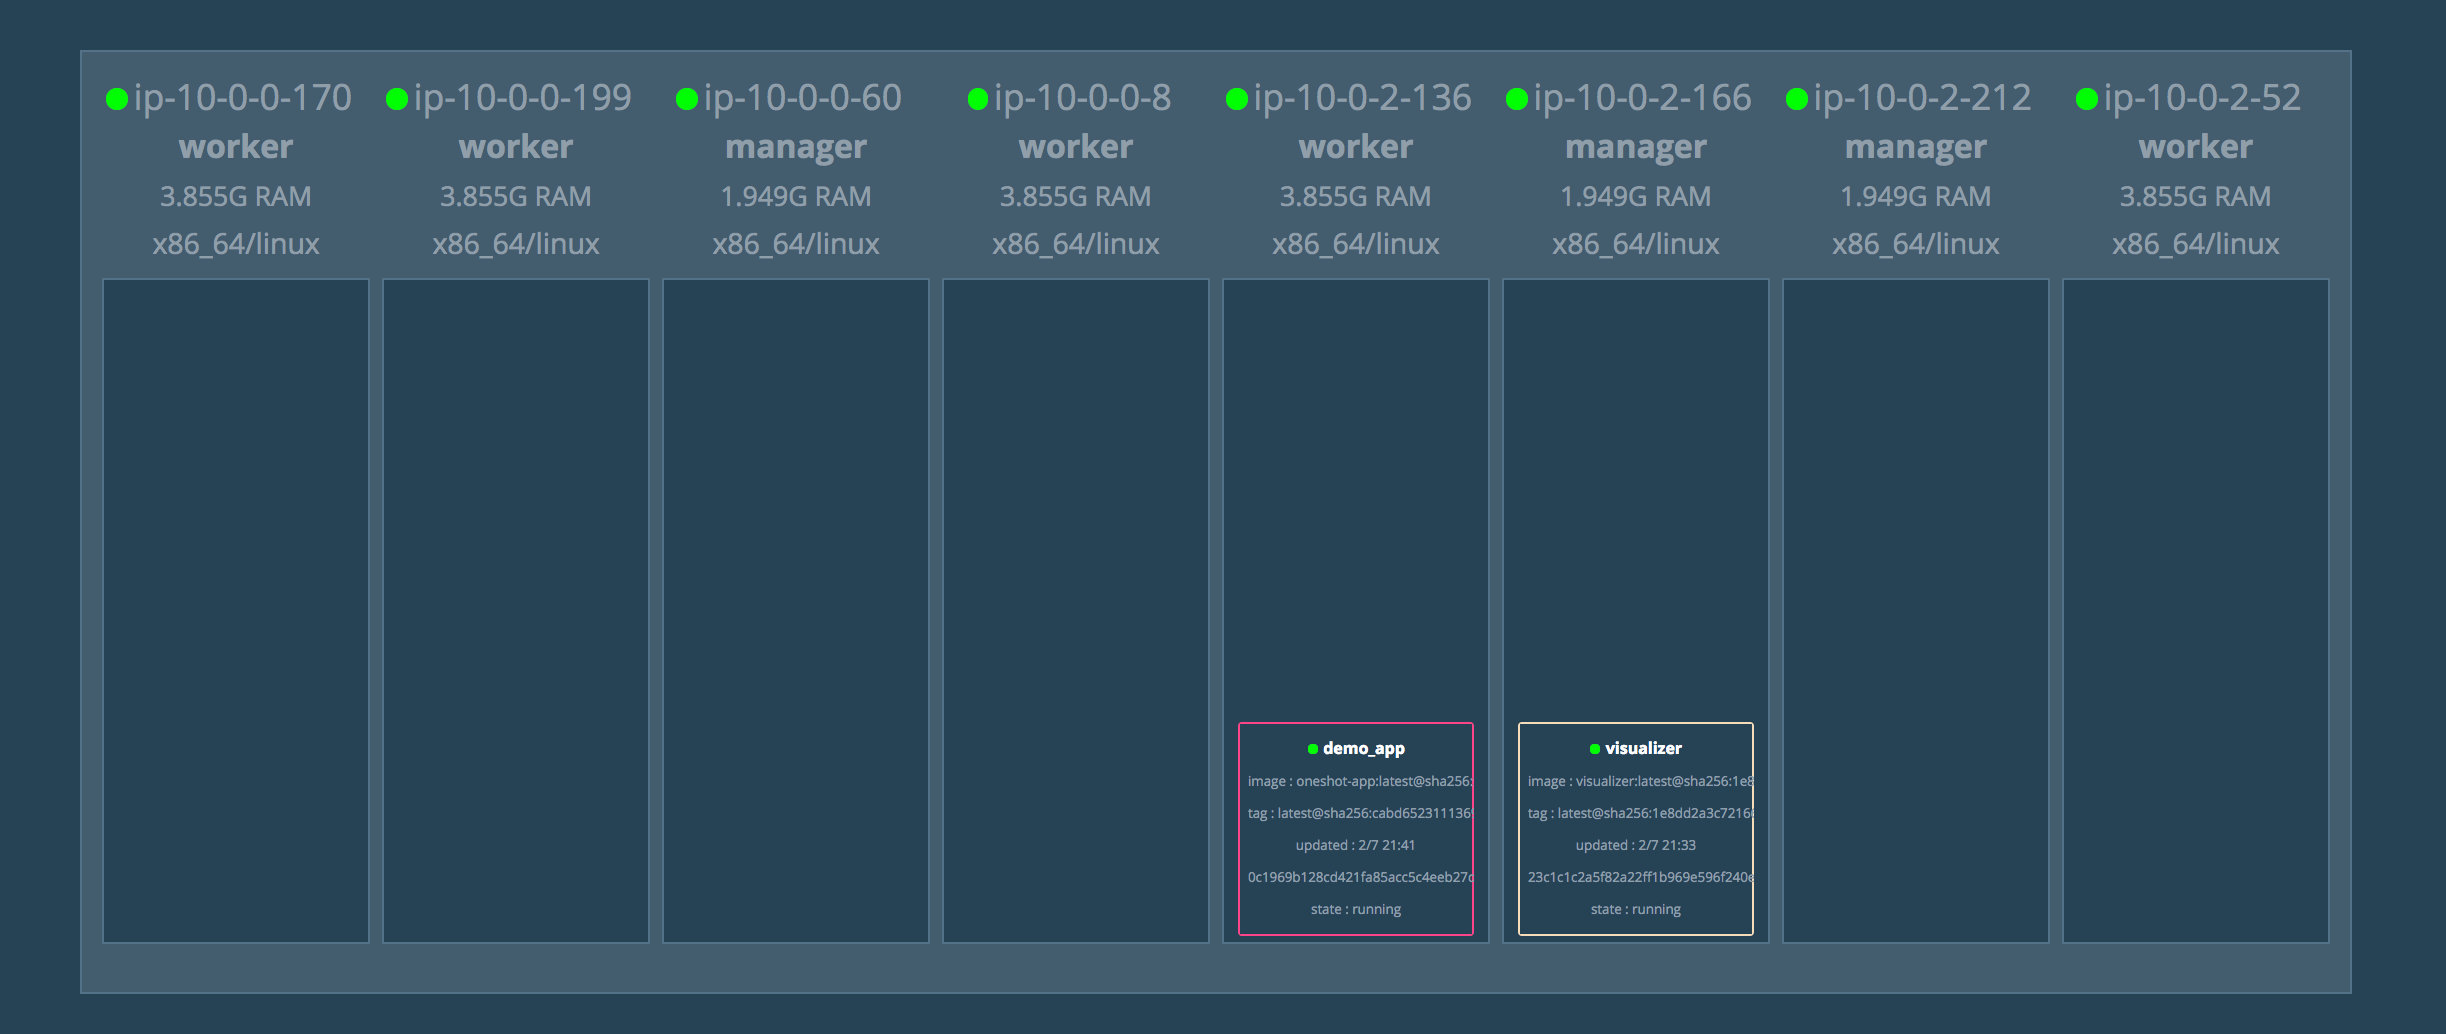 ip-10-0-0-170
worker
3.855G RAM
x86_64/linux
ip-10-0-0-199
worker
3.855G RAM
x86_64/linux
ip-10-0-0-60
manager
1.949G RAM
x86_64/linux
ip-10-0-0-8
worker
3.855G RAM
x86_64/linux
ip-10-0-2-136
worker
3.855G RAM
x86_64/linux
demo_app
image : oneshot-app:latest@sha256:
tag : latest@sha256:cabd6523111369
updated : 2/7 21:41
0c1969b128cd421fa85acc5c4eeb27c
state : running
ip-10-0-2-166
manager
1.949G RAM
x86_64/linux
visualizer
image : visualizer:latest@sha256:1e8
tag : latest@sha256:1e8dd2a3c7216
updated : 2/7 21:33
23c1c1c2a5f82a22ff1b969e596f240e
state : running
ip-10-0-2-212
manager
1.949G RAM
x86_64/linux
ip-10-0-2-52
worker
3.855G RAM
x86_64/linux